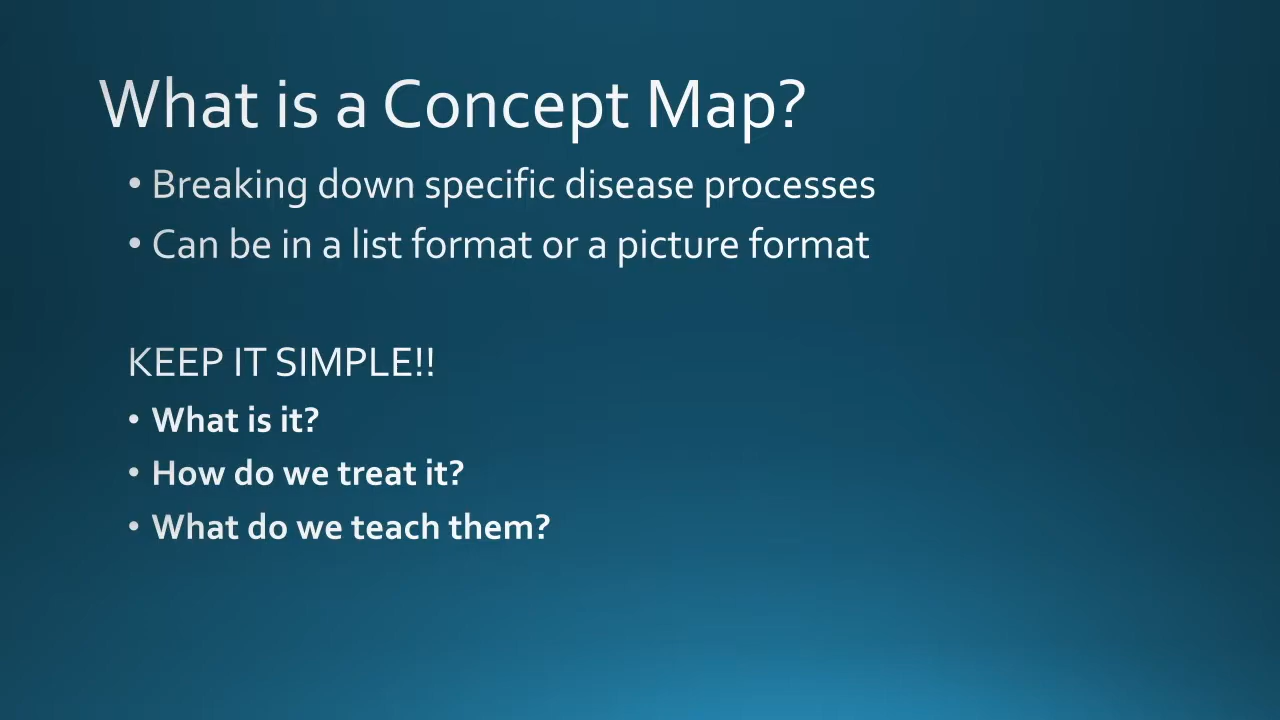 What is a Concept Map?
• Breaking down specific disease processes
• Can be in a list format or a picture format
KEEP IT SIMPLE!!
• What is it?
• How do we treat it?
• What do we teach them?